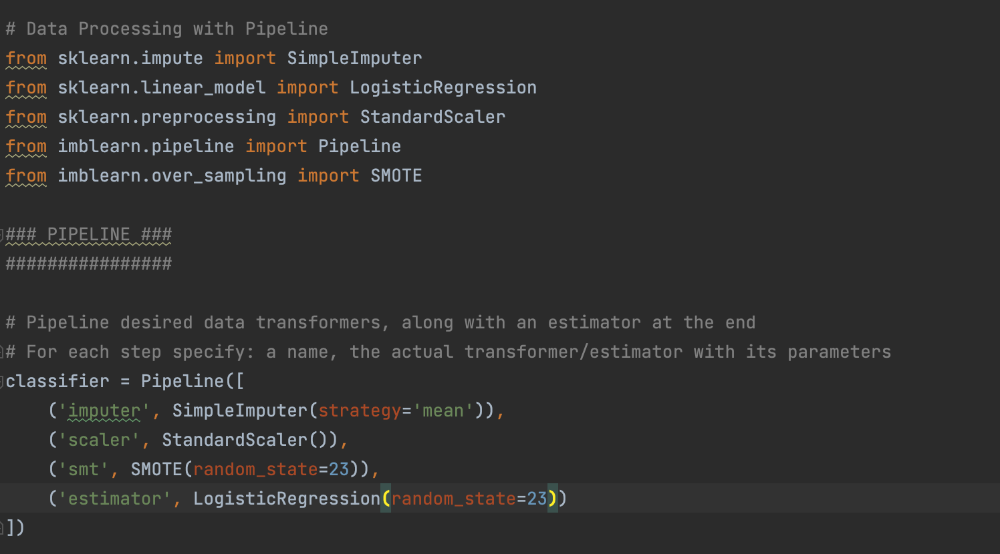 # Data Processing with Pipeline
from sklearn.impute import SimpleImputer
from sklearn.linear_model import LogisticRegression
from sklearn.preprocessing import StandardScaler
from imblearn.pipeline import Pipeline
from imblearn.over_sampling import SMOTE
### PIPELINE ###
################
# Pipeline desired data transformers, along with an estimator at the end
# For each step specify: a name, the actual transformer/estimator with its parameters
classifier = Pipeline([
    ('imputer', SimpleImputer(strategy='mean')),
    ('scaler', StandardScaler()),
    ('smt', SMOTE(random_state=23)),
    ('estimator', LogisticRegression(random_state=23))
])